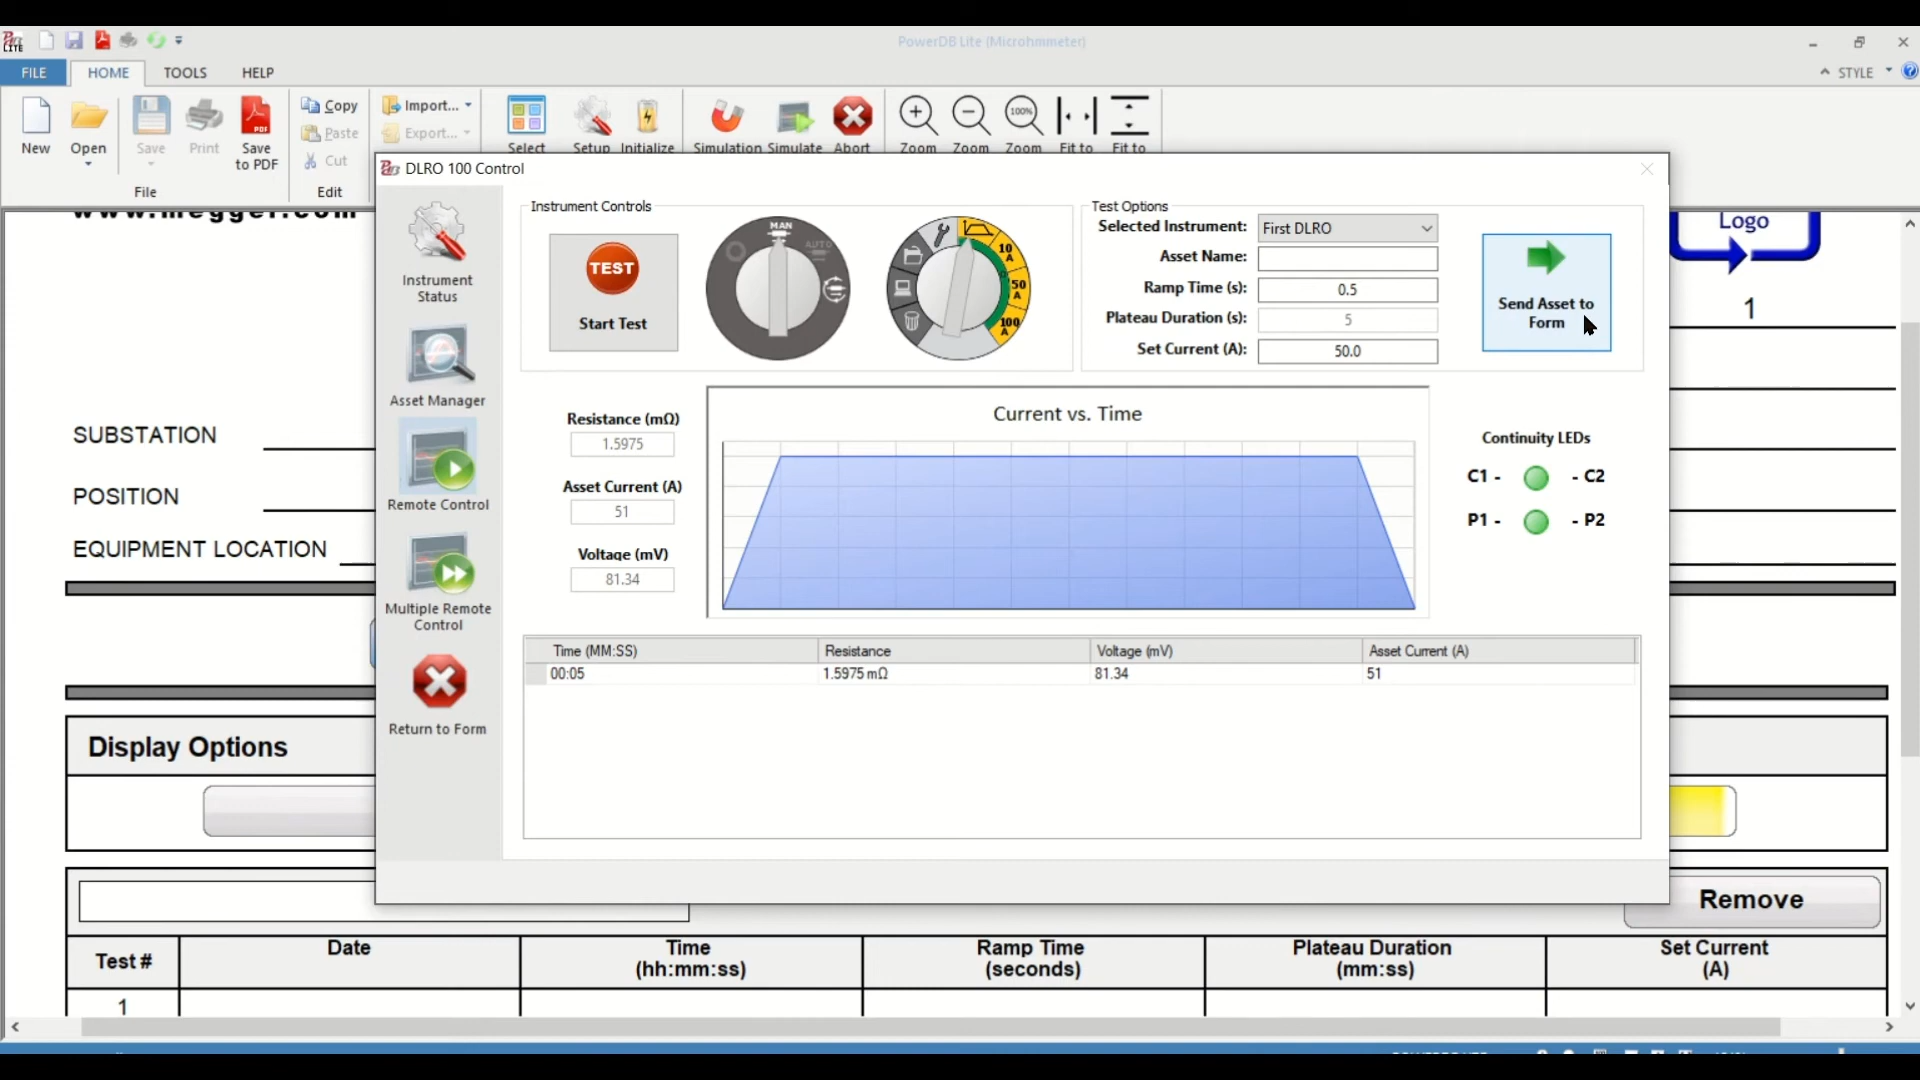 PowerDB Lite (Microhmmeter)
FILE
HOME
TOOLS
HELP
STYLE
New
Open
Save
Print
Save
to PDF
File
Copy
Paste
Cut
Edit
Import...
Export...
Select
Setup
Initialize
Simulation
Simulate
Abort
Zoom
Zoom
100%
Zoom
Fit to
Fit to
www.megger.com
Logo
1
SUBSTATION
POSITION
EQUIPMENT LOCATION
Display Options
Remove
Test #
Date
Time
(hh:mm:ss)
Ramp Time
(seconds)
Plateau Duration
(mm:ss)
Set Current
(A)
1
DLRO 100 Control
Instrument
Status
Asset Manager
Remote Control
Multiple Remote
Control
Return to Form
Instrument Controls
TEST
Start Test
MAN
AUTO
10
A
50
A
100
A
Test Options
Selected Instrument: First DLRO
Asset Name:
Ramp Time (s): 0.5
Plateau Duration (s): 5
Set Current (A): 50.0
Send Asset to
Form
Resistance (mΩ)
1.5975
Asset Current (A)
51
Voltage (mV)
81.34
Current vs. Time
Continuity LEDs
C1 - - C2
P1 - - P2
Time (MM:SS) Resistance Voltage (mV) Asset Current (A)
00:05 1.5975 mΩ 81.34 51